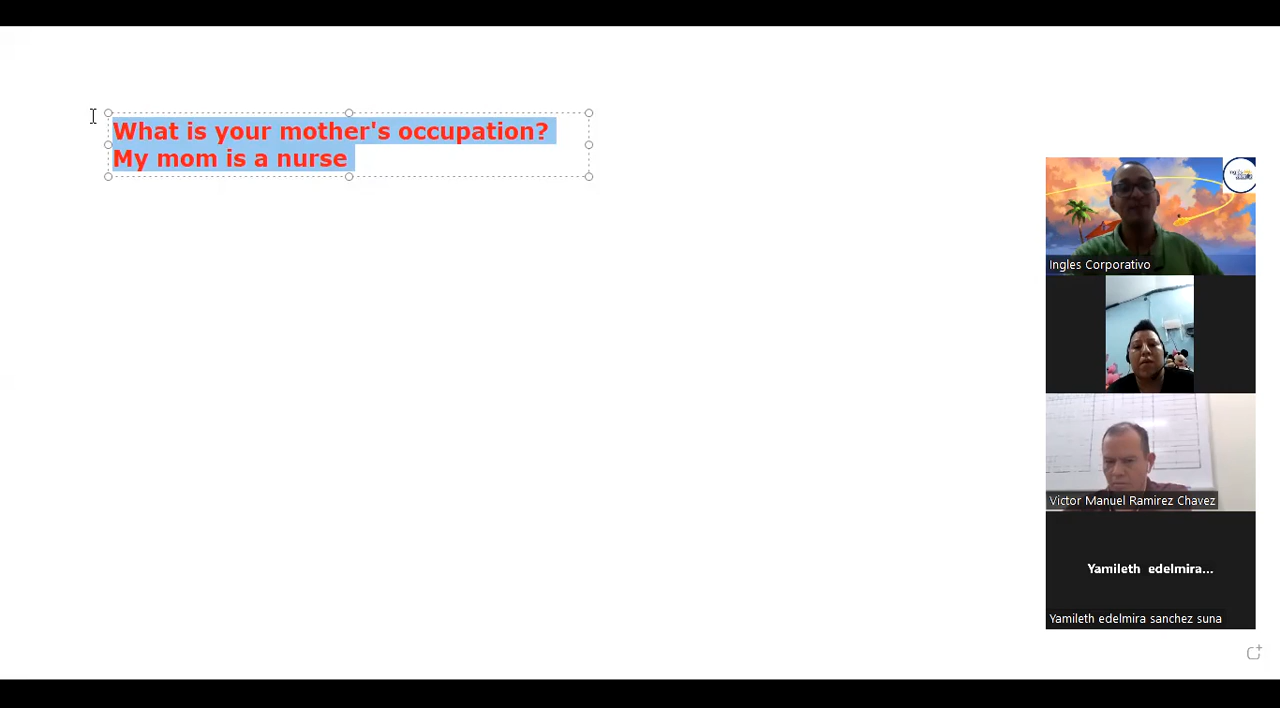 What is your mother's occupation?
My mom is a nurse
Ingles Corporativo
Victor Manuel Ramirez Chavez
Yamileth edelmira...
Yamileth edelmira sanchez suna